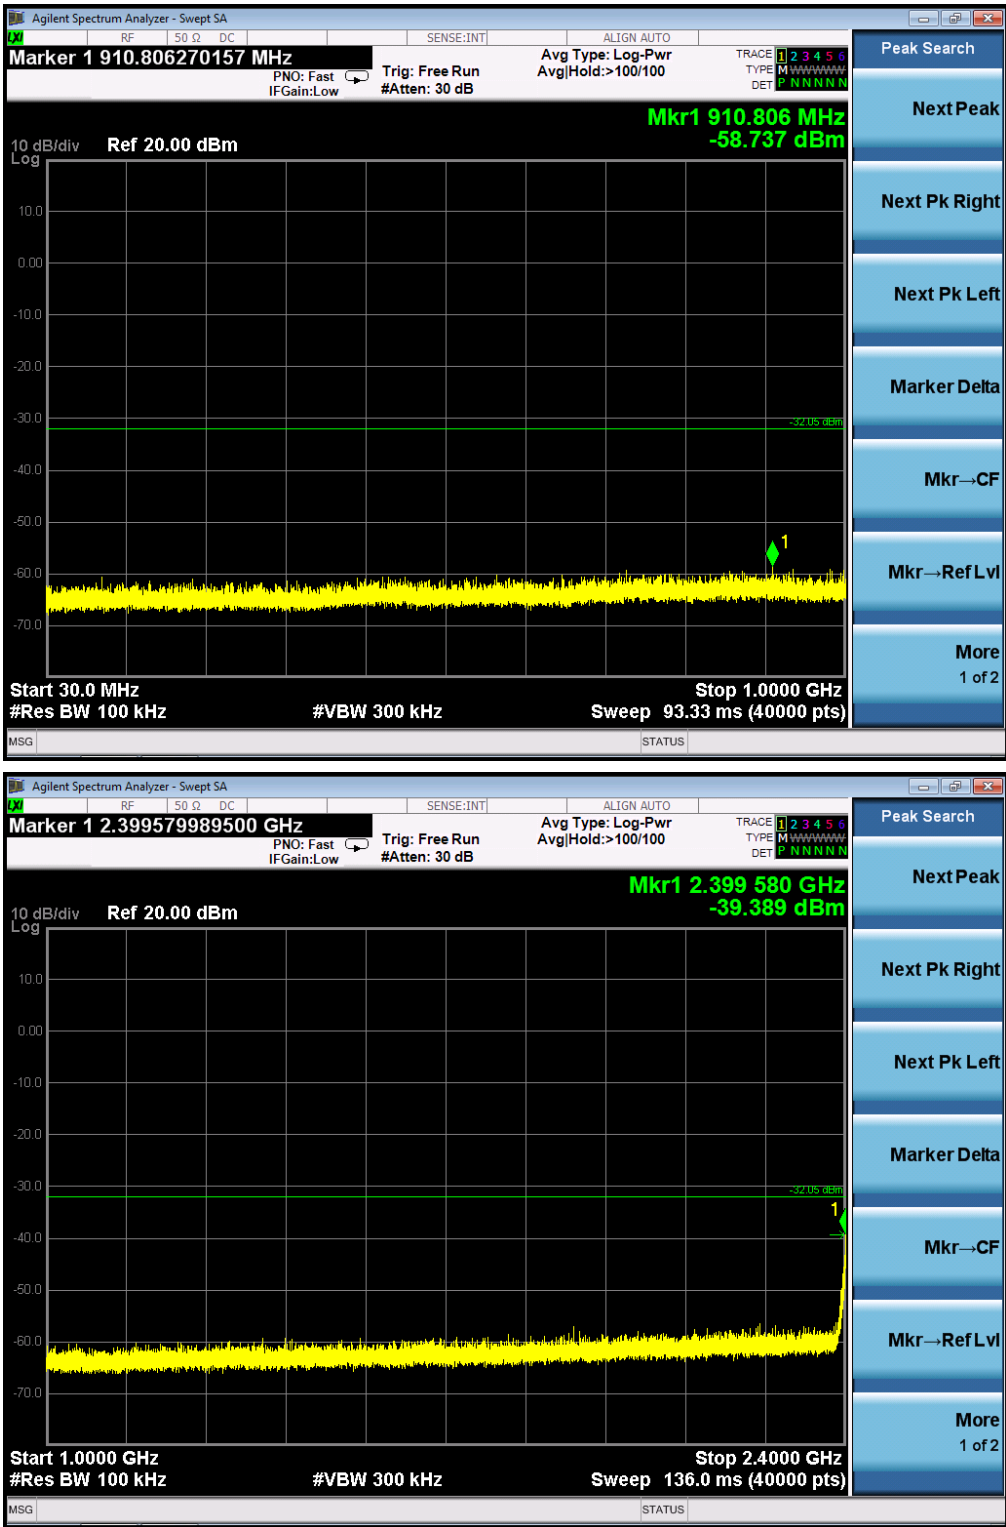 Agilent Spectrum Analyzer - Swept SA
LXI RF 50 Ω DC SENSE:INT ALIGN AUTO
Marker 1 910.806270157 MHz
PNO: Fast
IFGain:Low
Trig: Free Run
#Atten: 30 dB
Avg Type: Log-Pwr
Avg|Hold:>100/100
TRACE 1 2 3 4 5 6
TYPE M WWWWW
DET P N N N N N
Mkr1 910.806 MHz
-58.737 dBm
10 dB/div
Log
Ref 20.00 dBm
10.0
0.00
-10.0
-20.0
-30.0
-32.05 dBm
-40.0
-50.0
1
-60.0
-70.0
Start 30.0 MHz
Stop 1.0000 GHz
#Res BW 100 kHz
#VBW 300 kHz
Sweep 93.33 ms (40000 pts)
MSG
STATUS
Peak Search
Next Peak
Next Pk Right
Next Pk Left
Marker Delta
Mkr→CF
Mkr→Ref Lvl
More
1 of 2
Agilent Spectrum Analyzer - Swept SA
LXI RF 50 Ω DC SENSE:INT ALIGN AUTO
Marker 1 2.399579989500 GHz
PNO: Fast
IFGain:Low
Trig: Free Run
#Atten: 30 dB
Avg Type: Log-Pwr
Avg|Hold:>100/100
TRACE 1 2 3 4 5 6
TYPE M WWWWW
DET P N N N N N
Mkr1 2.399 580 GHz
-39.389 dBm
10 dB/div
Log
Ref 20.00 dBm
10.0
0.00
-10.0
-20.0
-30.0
-32.05 dBm
1
-40.0
-50.0
-60.0
-70.0
Start 1.0000 GHz
Stop 2.4000 GHz
#Res BW 100 kHz
#VBW 300 kHz
Sweep 136.0 ms (40000 pts)
MSG
STATUS
Peak Search
Next Peak
Next Pk Right
Next Pk Left
Marker Delta
Mkr→CF
Mkr→Ref Lvl
More
1 of 2